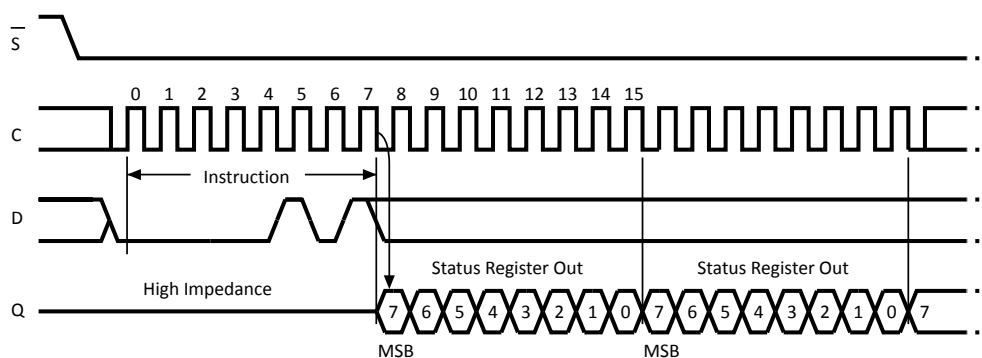 S
0 1 2 3 4 5 6 7 8 9 10 11 12 13 14 15
C
Instruction
D
Status Register Out Status Register Out
High Impedance
Q 7 6 5 4 3 2 1 0 7 6 5 4 3 2 1 0 7
MSB MSB